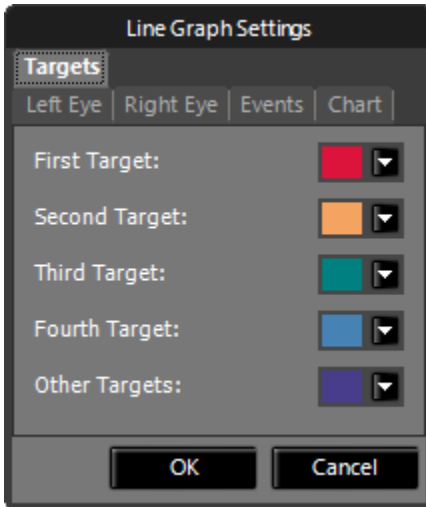 Line Graph Settings
Targets
Left Eye Right Eye Events Chart
First Target:
Second Target:
Third Target:
Fourth Target:
Other Targets:
OK Cancel